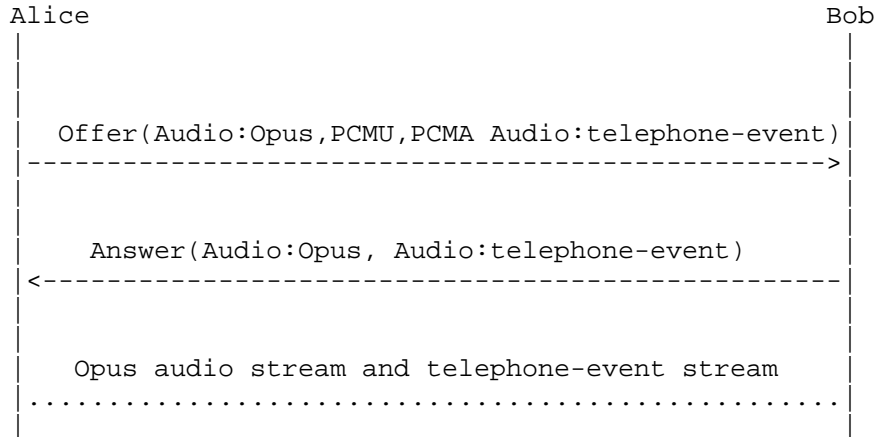 Alice Bob
Offer(Audio:Opus,PCMU,PCMA Audio:telephone-event)
Answer(Audio:Opus, Audio:telephone-event)
Opus audio stream and telephone-event stream